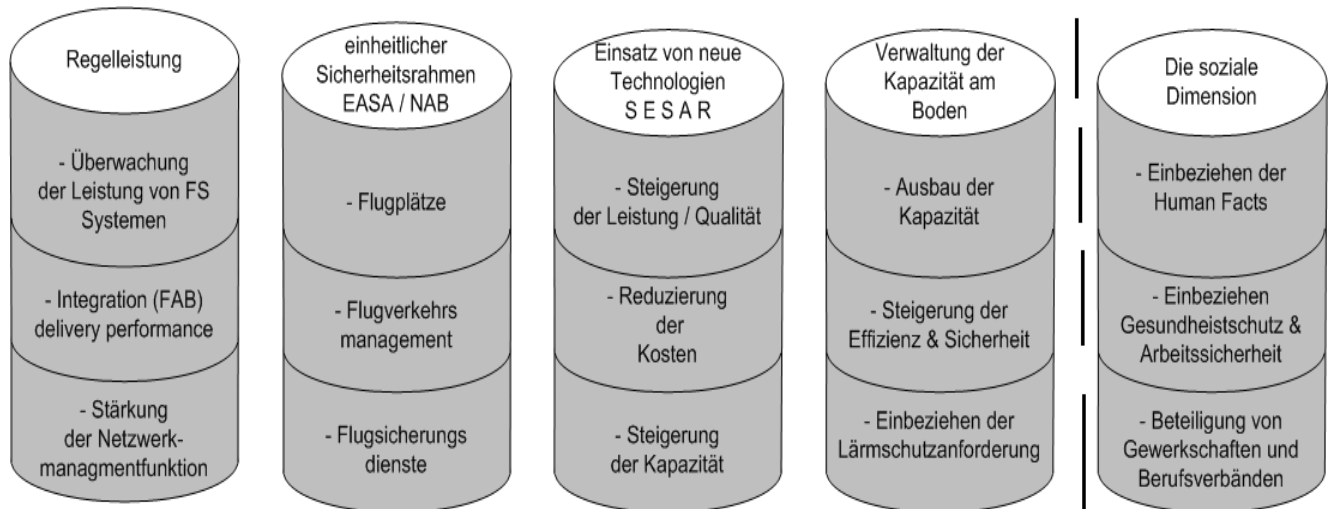 Regelleistung
- Überwachung
der Leistung von FS
Systemen
- Integration (FAB)
delivery performance
- Stärkung
der Netzwerk-
managmentfunktion
einheitlicher
Sicherheitsrahmen
EASA / NAB
- Flugplätze
- Flugverkehrs
management
- Flugsicherungs
dienste
Einsatz von neue
Technologien
S E S A R
- Steigerung
der Leistung / Qualität
- Reduzierung
der
Kosten
- Steigerung
der Kapazität
Verwaltung der
Kapazität am
Boden
- Ausbau der
Kapazität
- Steigerung der
Effizienz & Sicherheit
- Einbeziehen der
Lärmschutzanforderung
Die soziale
Dimension
- Einbeziehen der
Human Facts
- Einbeziehen
Gesundheistschutz &
Arbeitssicherheit
- Beteiligung von
Gewerkschaften und
Berufsverbänden